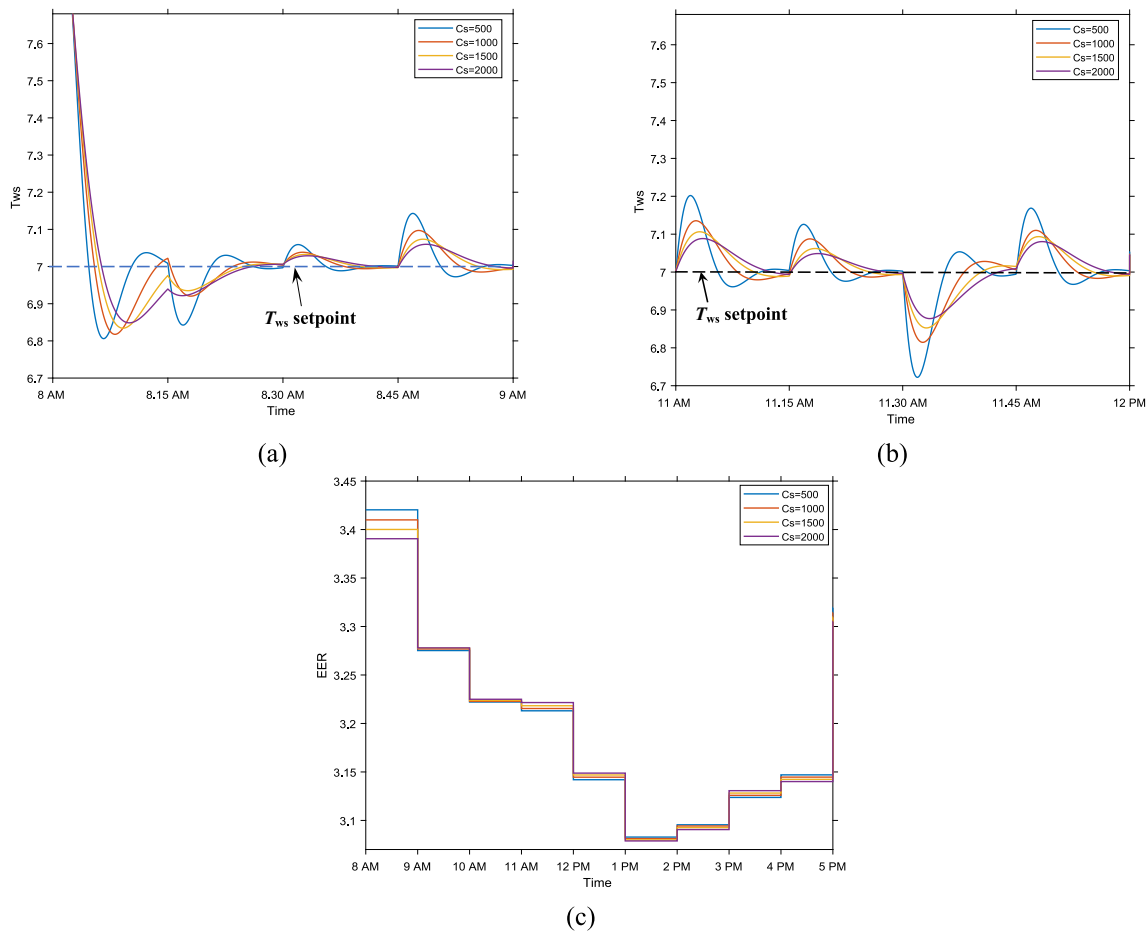 7.6
7.5
7.4
7.3
7.2
7.1
7
6.9
6.8
6.7
Tws
8 AM
8.15 AM
8.30 AM
8.45 AM
9 AM
Time
Cs=500
Cs=1000
Cs=1500
Cs=2000
Tws setpoint
(a)
7.6
7.5
7.4
7.3
7.2
7.1
7
6.9
6.8
6.7
Tws
11 AM
11.15 AM
11.30 AM
11.45 AM
12 PM
Time
Cs=500
Cs=1000
Cs=1500
Cs=2000
Tws setpoint
(b)
3.45
3.4
3.35
3.3
3.25
3.2
3.15
3.1
EER
8 AM
9 AM
10 AM
11 AM
12 PM
1 PM
2 PM
3 PM
4 PM
5 PM
Time
Cs=500
Cs=1000
Cs=1500
Cs=2000
(c)